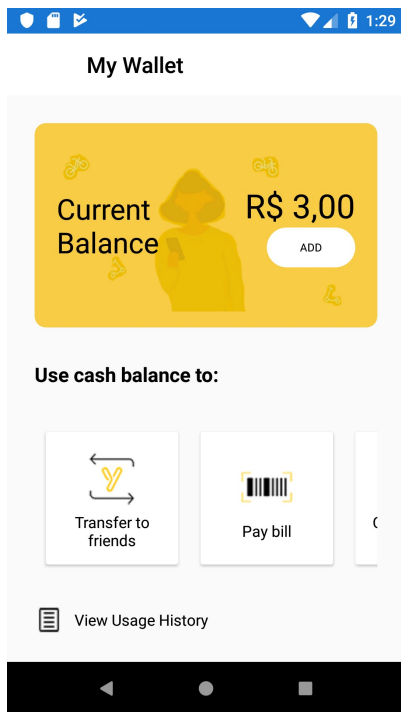 1:29
My Wallet
Current
Balance
R$ 3,00
ADD
Use cash balance to:
Transfer to
friends
Pay bill
View Usage History